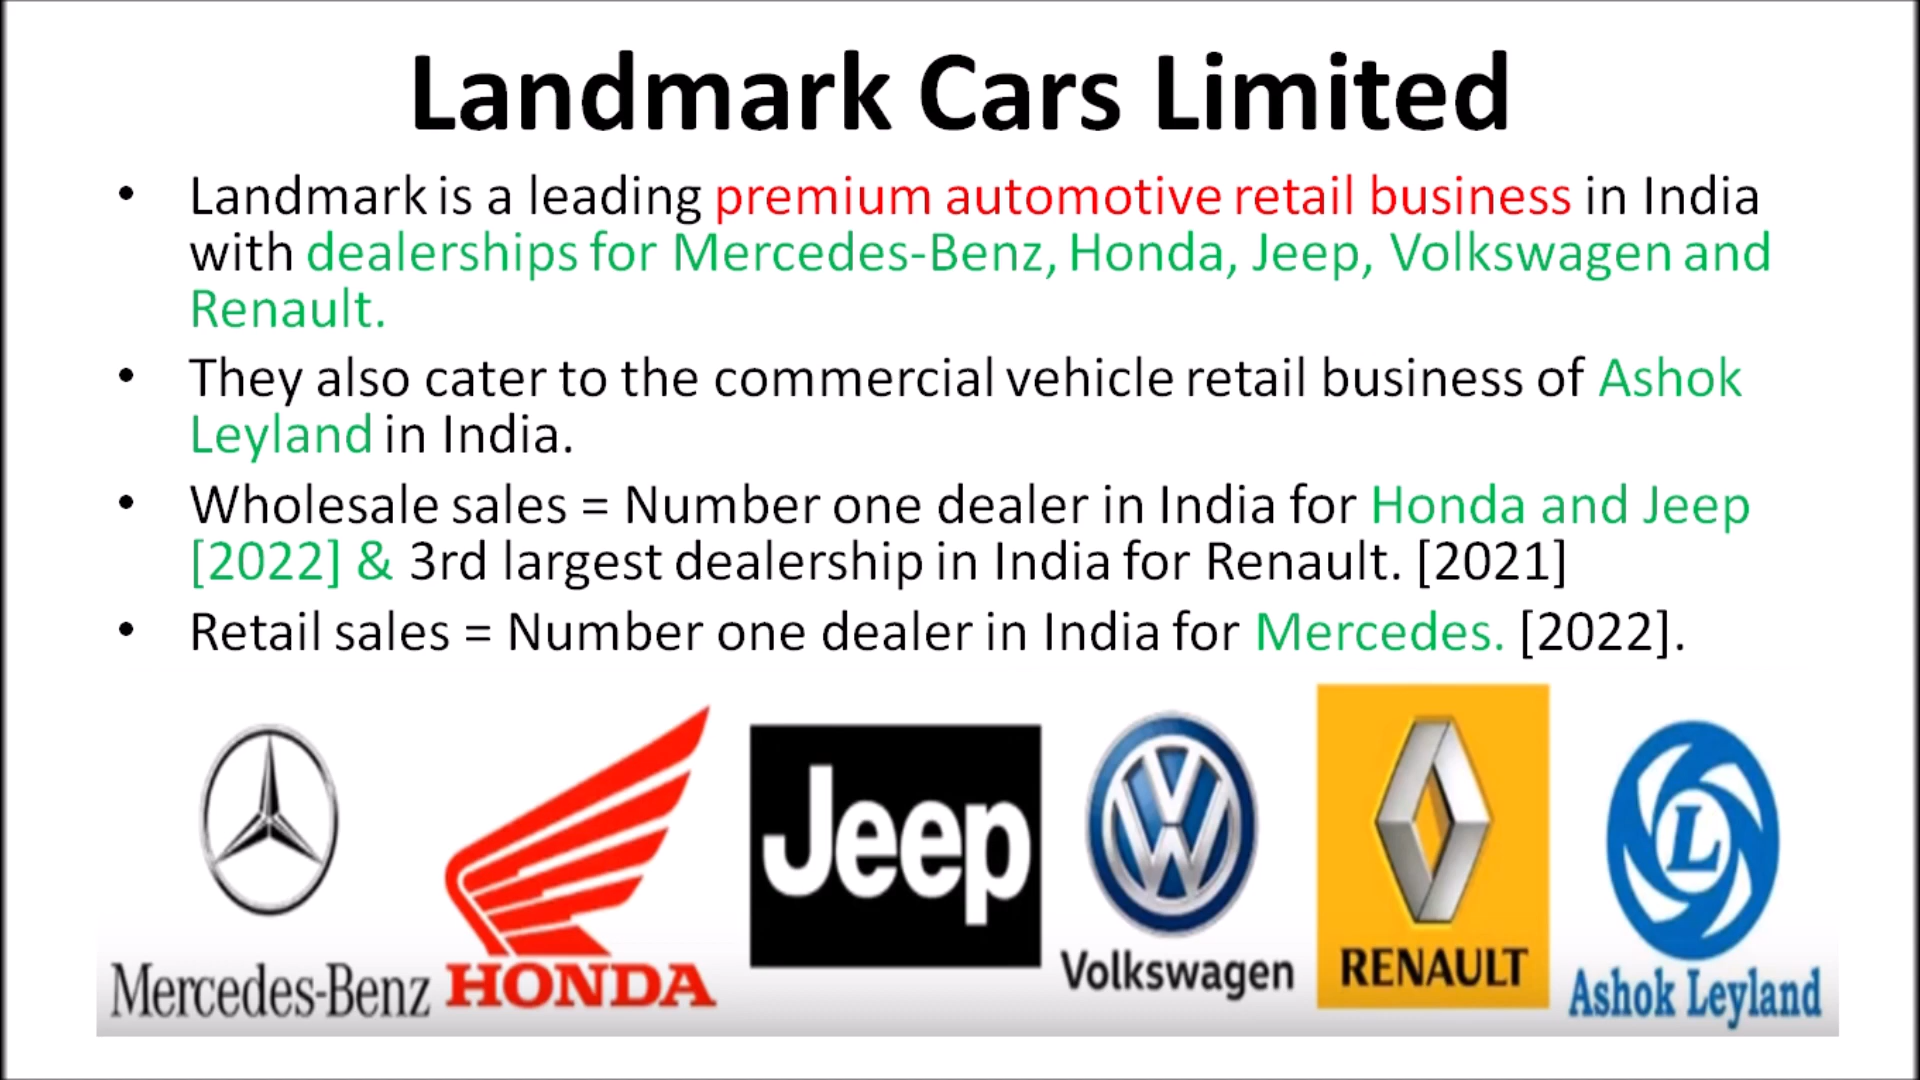 Landmark Cars Limited
• Landmark is a leading premium automotive retail business in India
with dealerships for Mercedes-Benz, Honda, Jeep, Volkswagen and
Renault.
• They also cater to the commercial vehicle retail business of Ashok
Leyland in India.
• Wholesale sales = Number one dealer in India for Honda and Jeep
[2022] & 3rd largest dealership in India for Renault. [2021]
• Retail sales = Number one dealer in India for Mercedes. [2022].
Mercedes-Benz
HONDA
Jeep
Volkswagen
RENAULT
L
Ashok Leyland